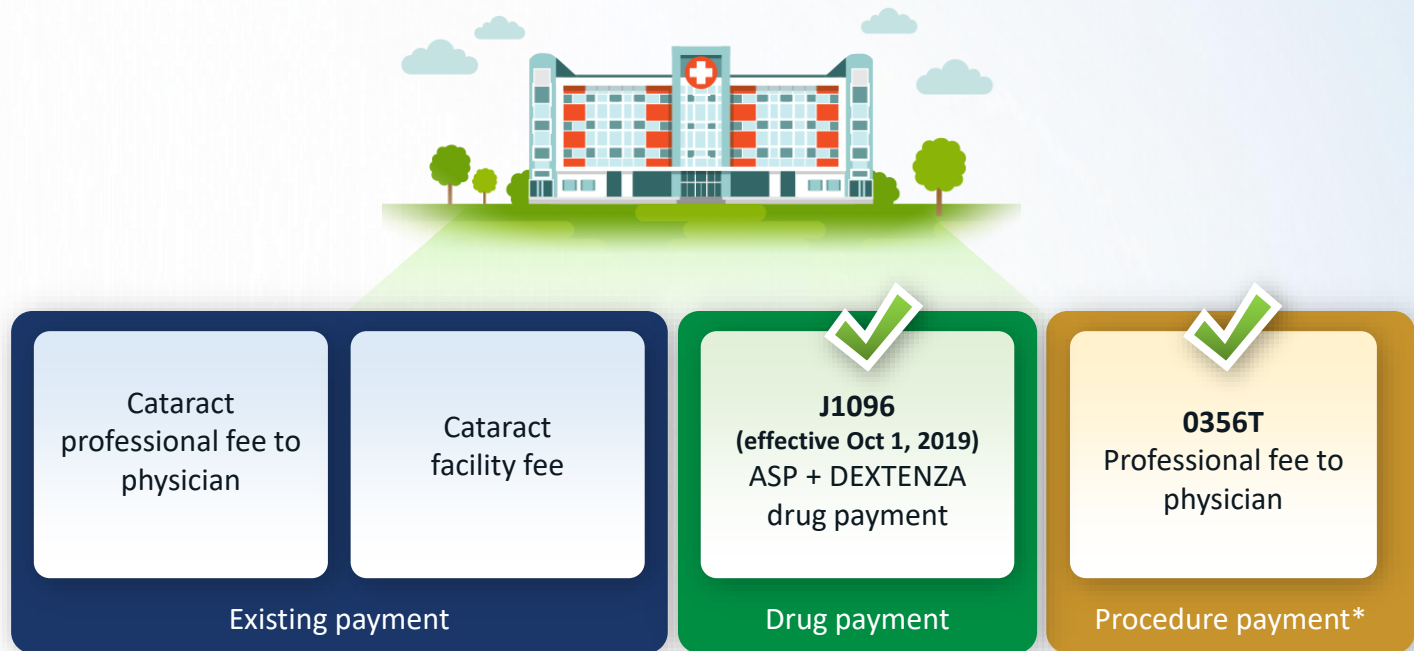 Cataract
professional fee to
physician
Cataract
facility fee
Existing payment
J1096
(effective Oct 1, 2019)
ASP + DEXTENZA
drug payment
Drug payment
0356T
Professional fee to
physician
Procedure payment*